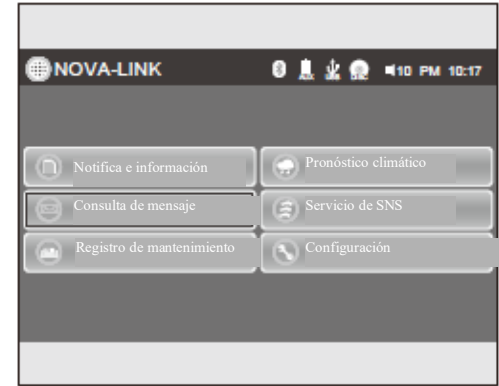 NOVA-LINK
10 PM 10:17
Notifica e información
Pronóstico climático
Consulta de mensaje
Servicio de SNS
Registro de mantenimiento
Configuración